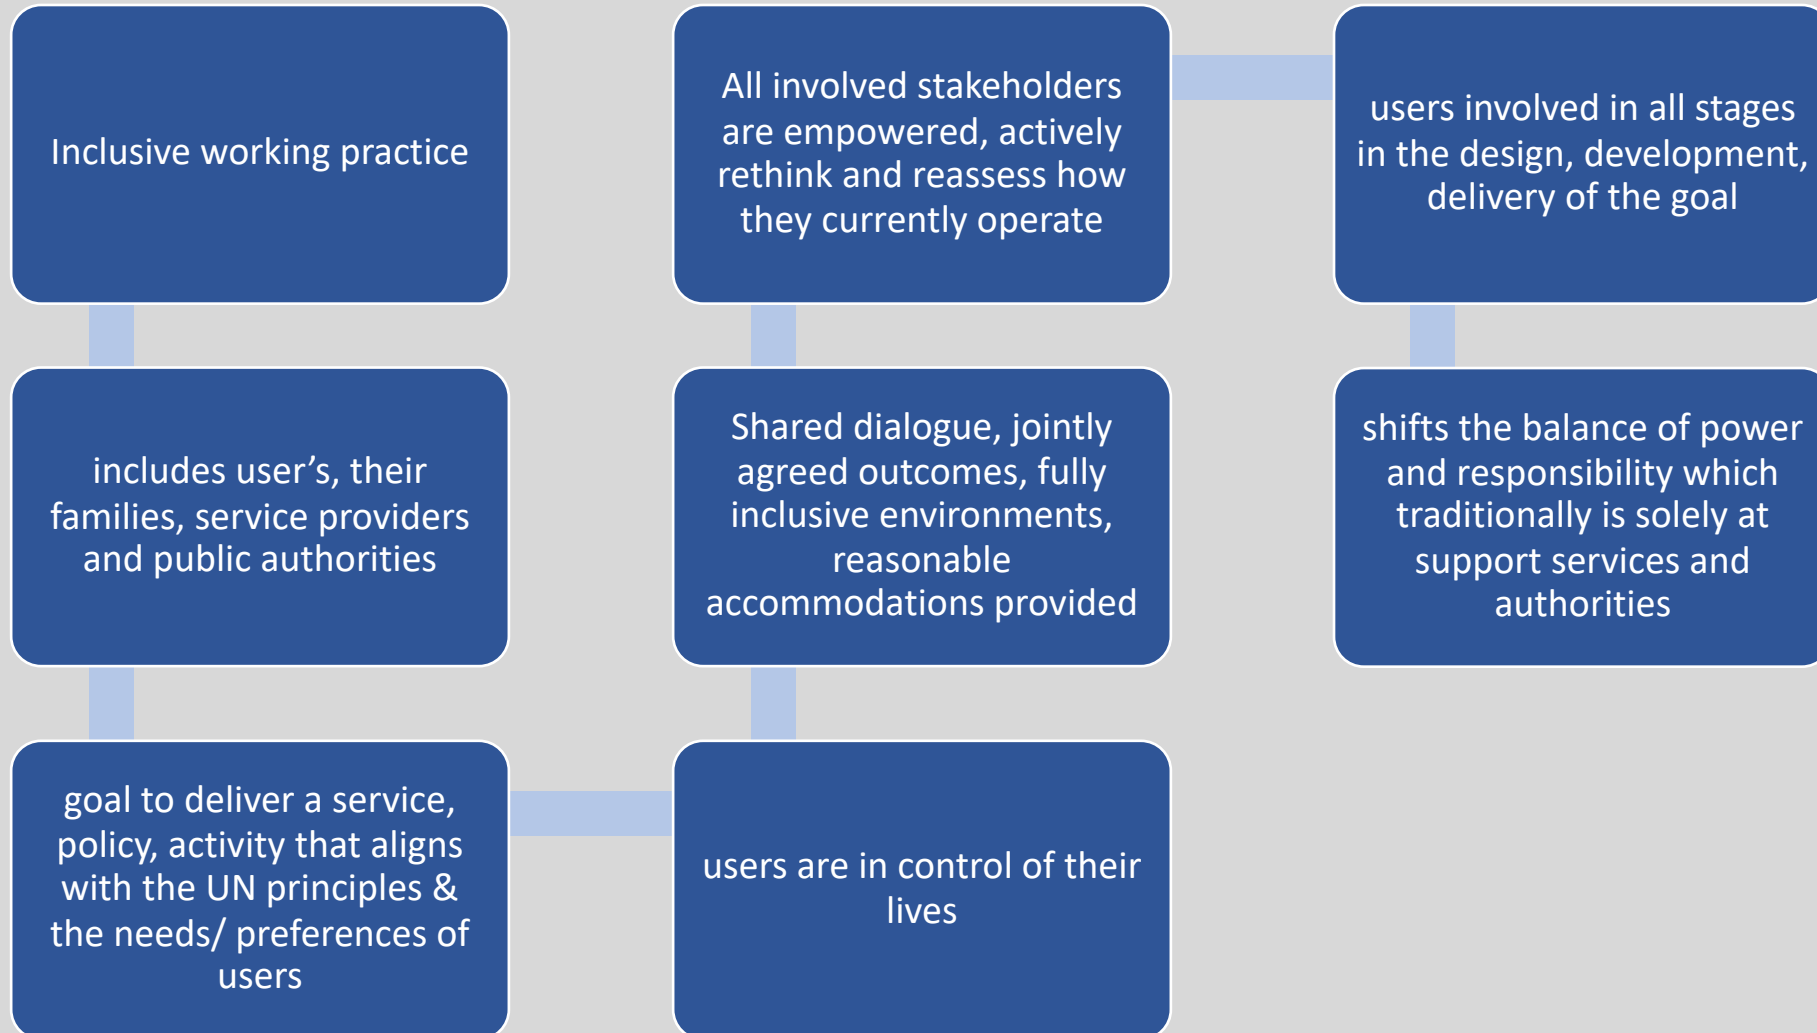 Inclusive working practice
includes user’s, their
families, service providers
and public authorities
goal to deliver a service,
policy, activity that aligns
with the UN principles &
the needs/ preferences of
users
users are in control of their
lives
Shared dialogue, jointly
agreed outcomes, fully
inclusive environments,
reasonable
accommodations provided
All involved stakeholders
are empowered, actively
rethink and reassess how
they currently operate
users involved in all stages
in the design, development,
delivery of the goal
shifts the balance of power
and responsibility which
traditionally is solely at
support services and
authorities